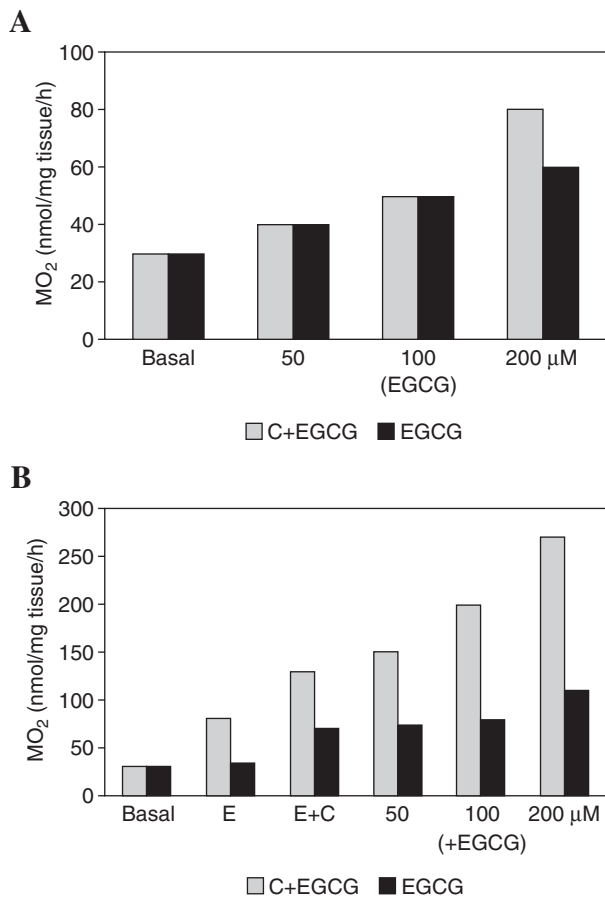 A
MO₂ (nmol/mg tissue/h)
100
80
60
40
20
0
Basal 50 100 200 μM
(EGCG)
C+EGCG EGCG
B
MO₂ (nmol/mg tissue/h)
300
250
200
150
100
50
0
Basal E E+C 50 100 200 μM
(+EGCG)
C+EGCG EGCG